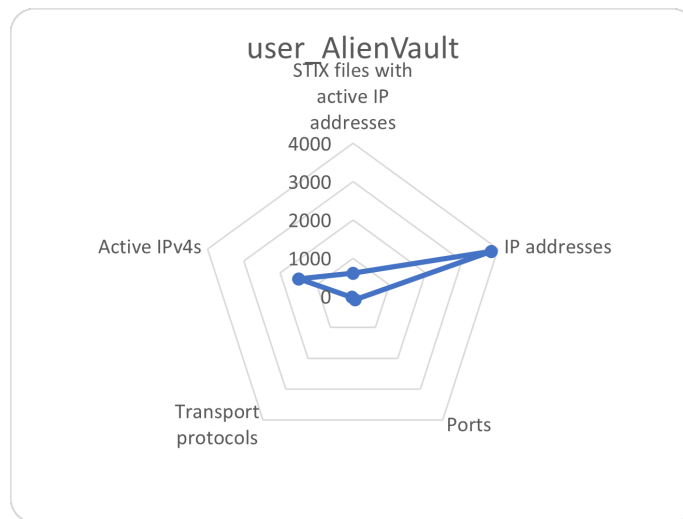 user_AlienVault
STIX files with
active IP
addresses
4000
3000
2000
1000
0
IP addresses
Ports
Transport
protocols
Active IPv4s